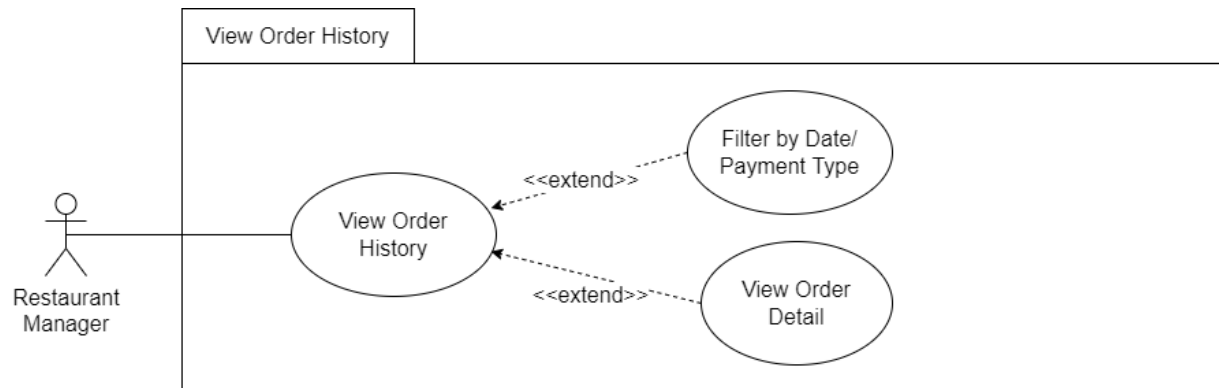 View Order History
Filter by Date/
Payment Type
<<extend>>
View Order
History
<<extend>>
View Order
Detail
Restaurant
Manager